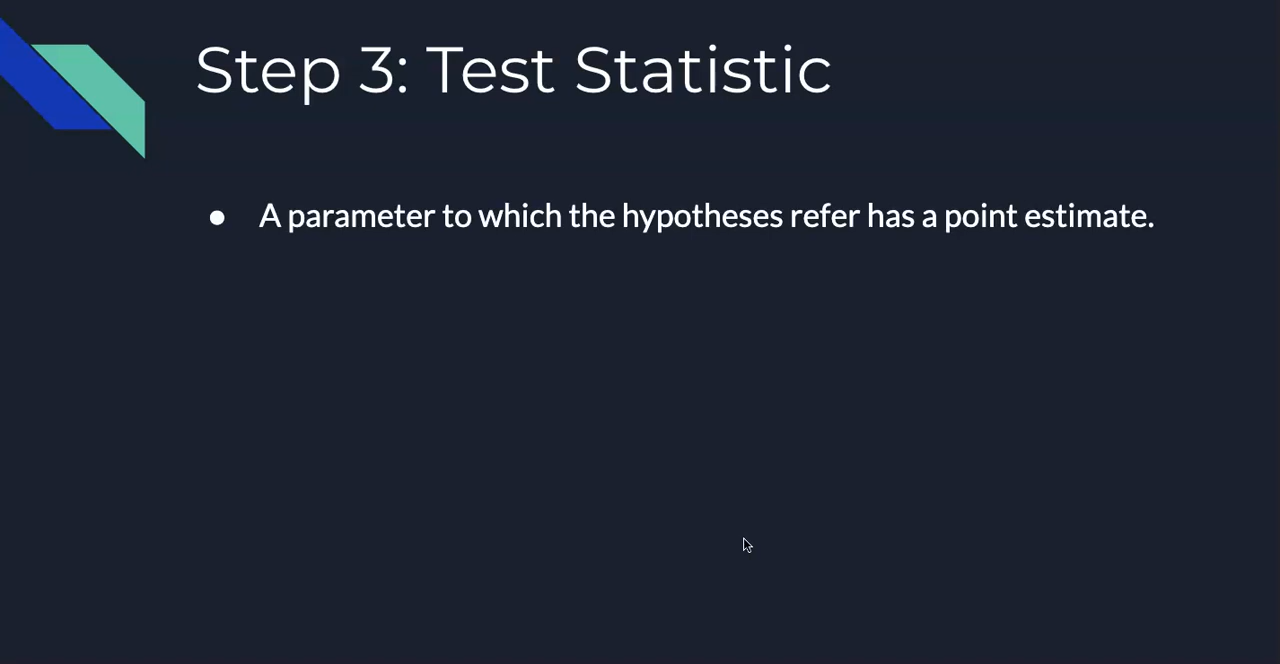 Step 3: Test Statistic
● A parameter to which the hypotheses refer has a point estimate.